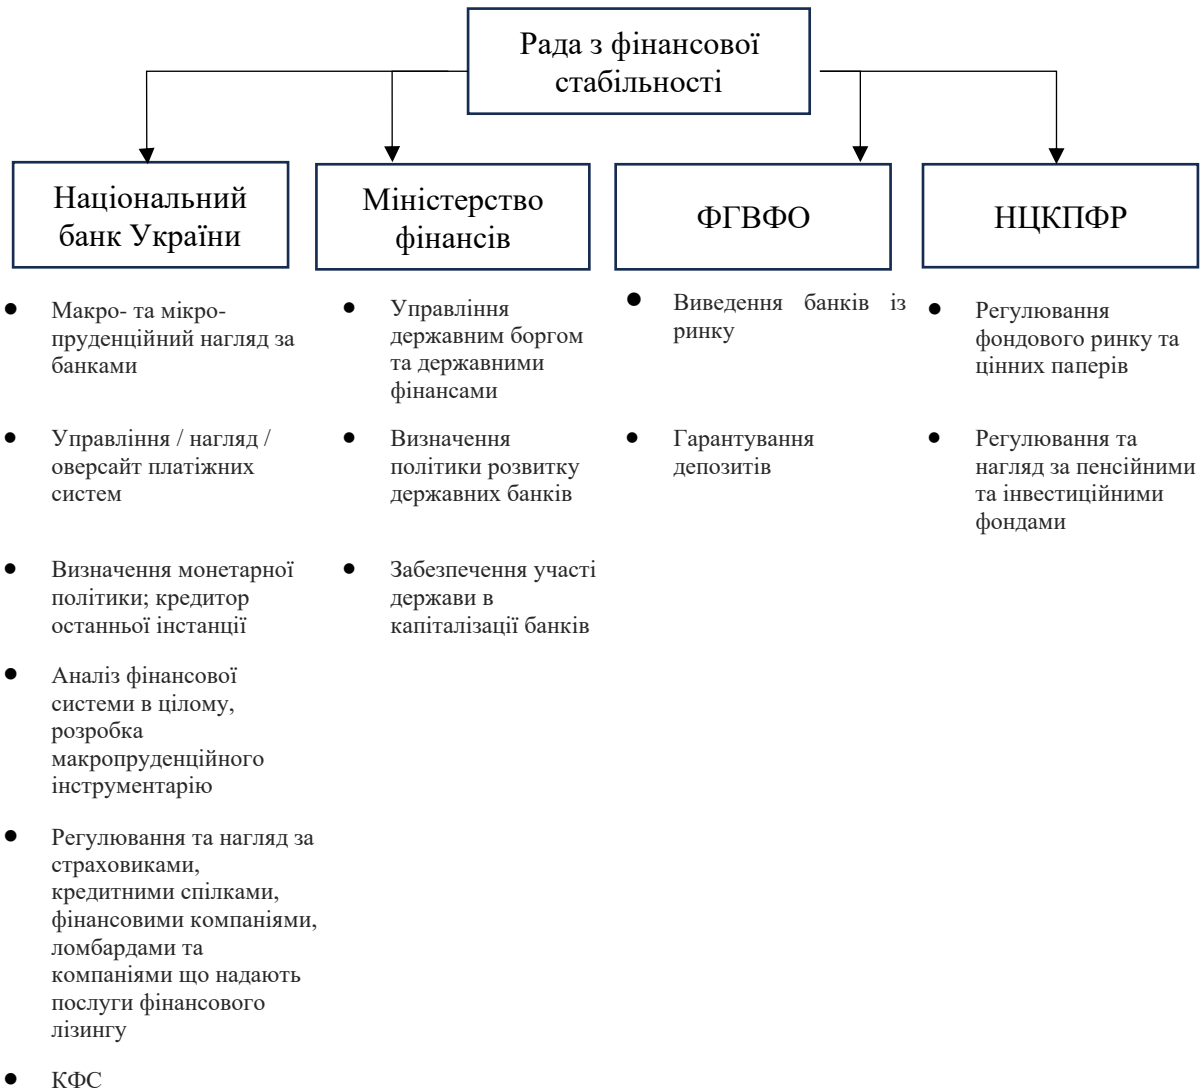 Рада з фінансової
стабільності
Національний
банк України
Міністерство
фінансів
ФГВФО
НЦКПФР
● Макро- та мікро-
пруденційний нагляд за
банками
● Управління / нагляд /
оверсайт платіжних
систем
● Визначення монетарної
політики; кредитор
останньої інстанції
● Аналіз фінансової
системи в цілому,
розробка
макропруденційного
інструментарію
● Регулювання та нагляд за
страховиками,
кредитними спілками,
фінансовими компаніями,
ломбардами та
компаніями що надають
послуги фінансового
лізингу
● КФС
● Управління
державним боргом
та державними
фінансами
● Визначення
політики розвитку
державних банків
● Забезпечення участі
держави в
капіталізації банків
● Виведення банків із
ринку
● Гарантування
депозитів
● Регулювання
фондового ринку та
цінних паперів
● Регулювання та
нагляд за пенсійними
та інвестиційними
фондами